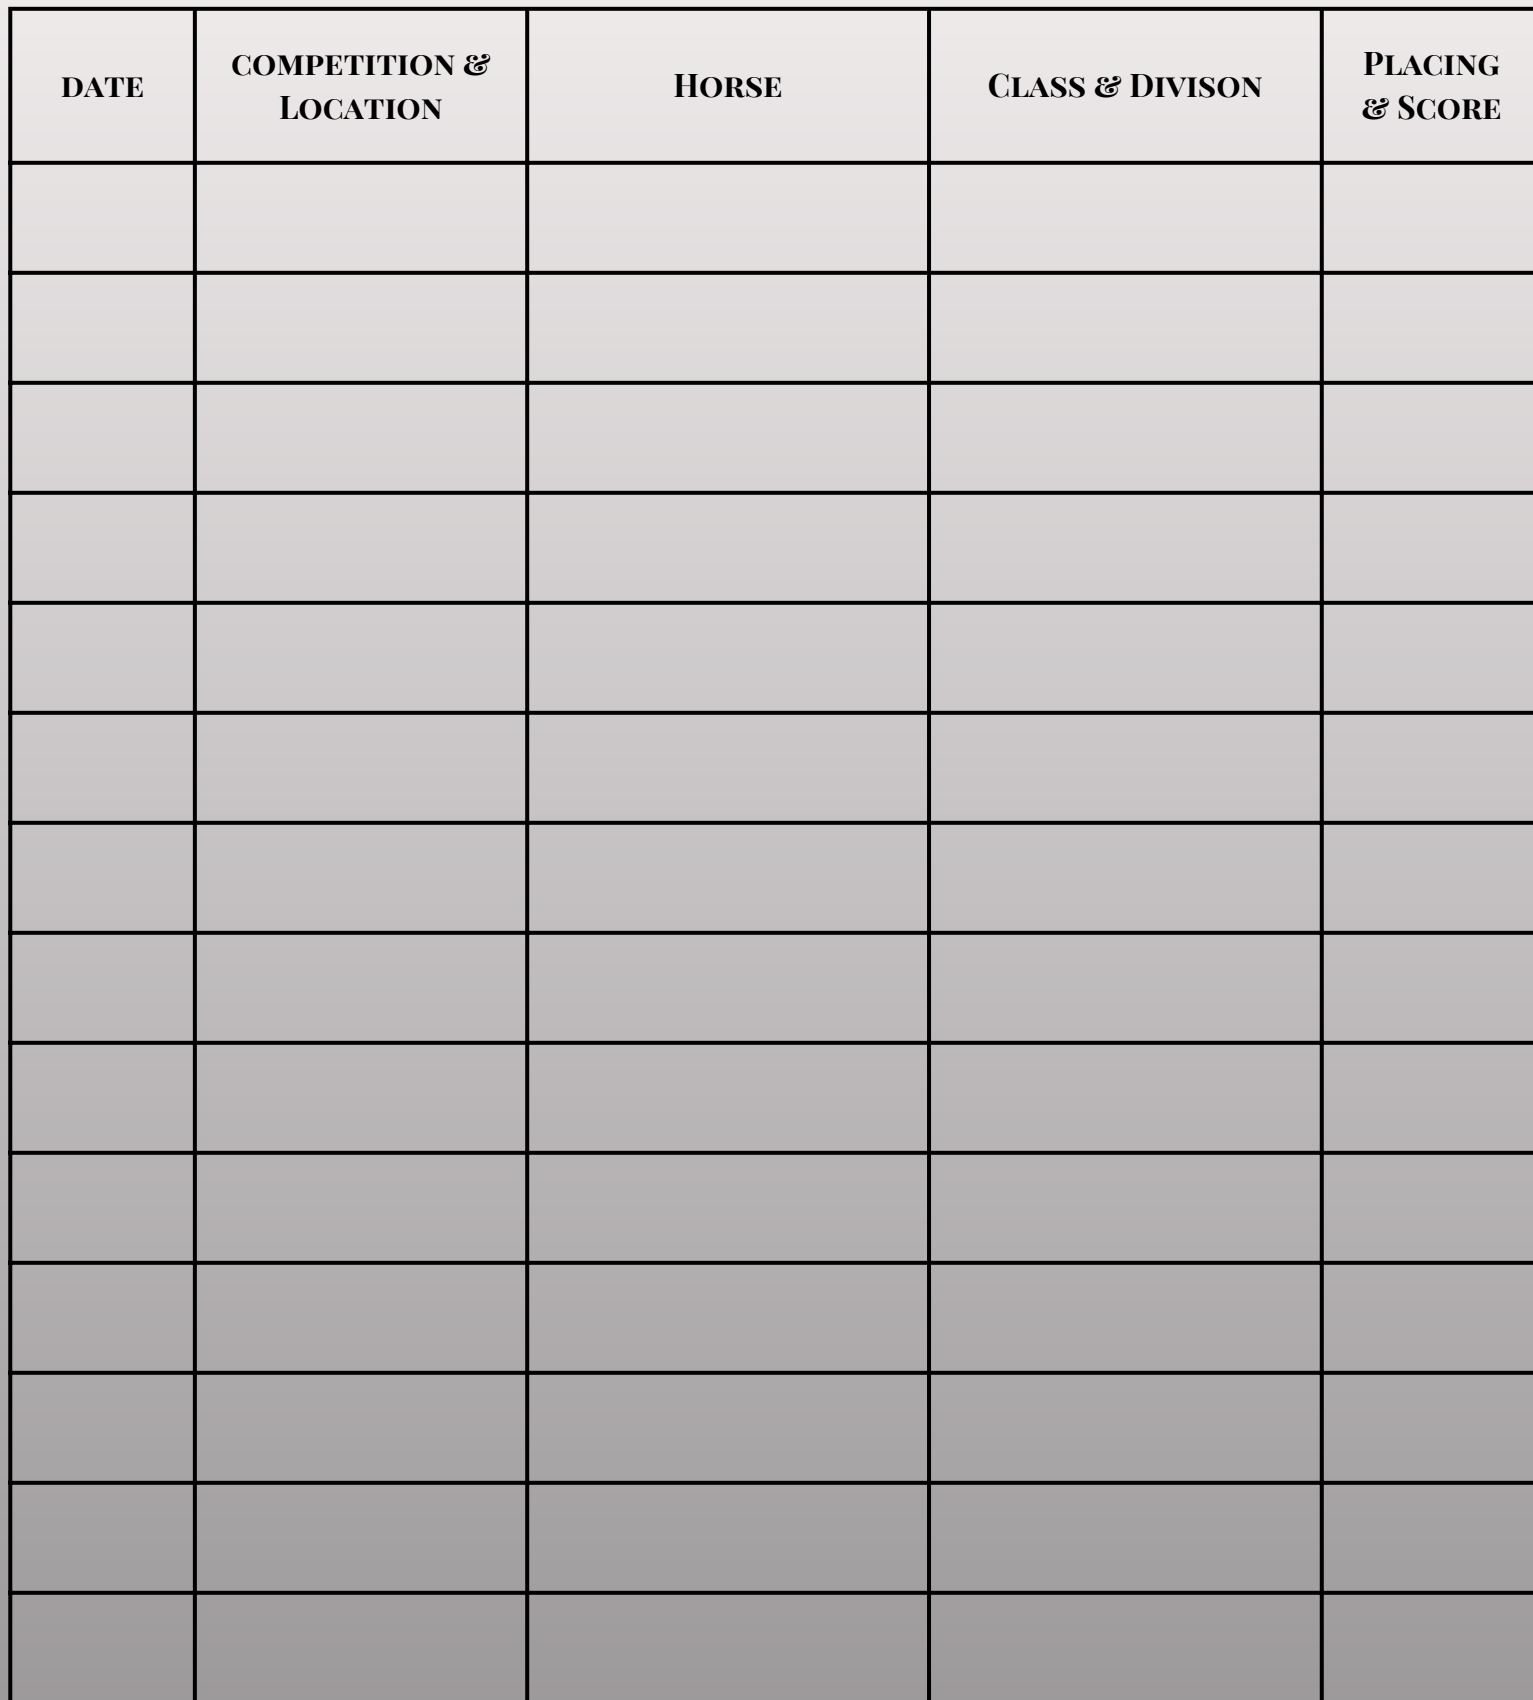 DATE
COMPETITION &
LOCATION
HORSE
CLASS & DIVISON
PLACING
& SCORE